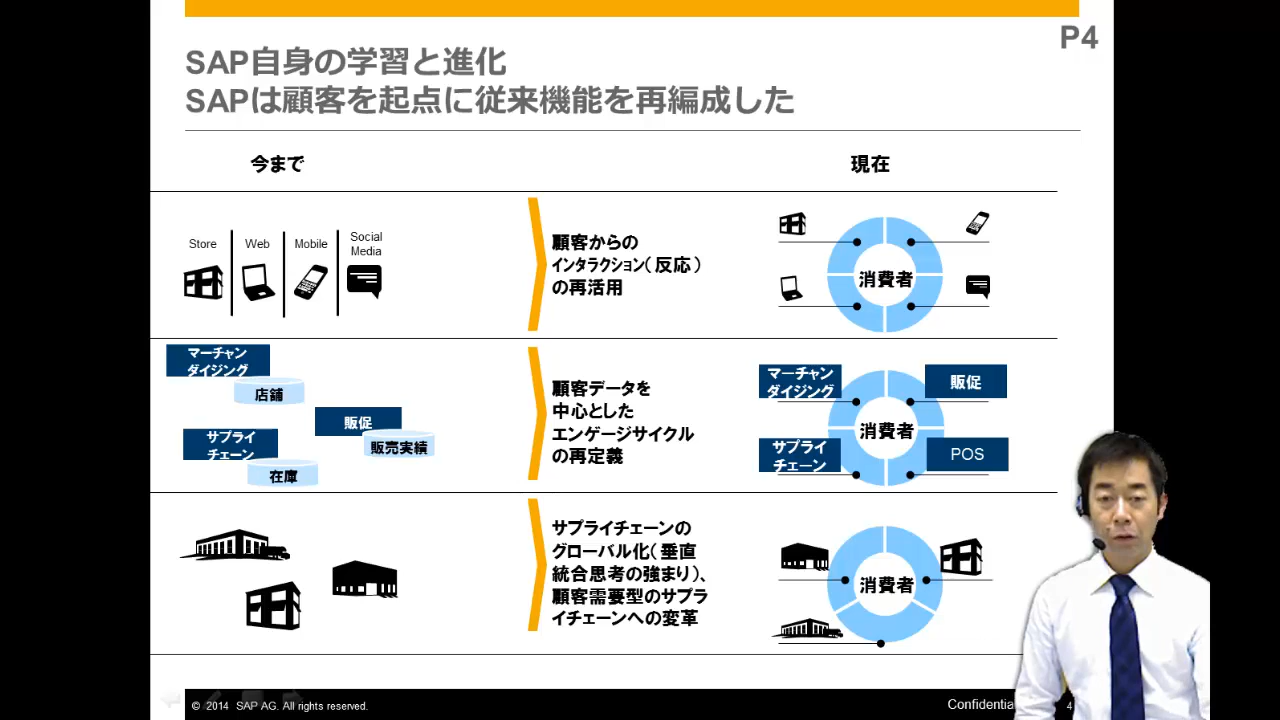 P4
SAP自身の学習と進化
SAPは顧客を起点に従来機能を再編成した
今まで
現在
Store
Web
Mobile
Social
Media
顧客からの
インタラクション(反応)
の再活用
消費者
マーチャン
ダイジング
店舗
販促
サプライ
チェーン
販売実績
在庫
顧客データを
中心とした
エンゲージサイクル
の再定義
マーチャン
ダイジング
販促
消費者
サプライ
チェーン
POS
サプライチェーンの
グローバル化(垂直
統合思考の強まり)、
顧客需要型のサプラ
イチェーンへの変革
消費者
© 2014 SAP AG. All rights reserved.
Confidential
4